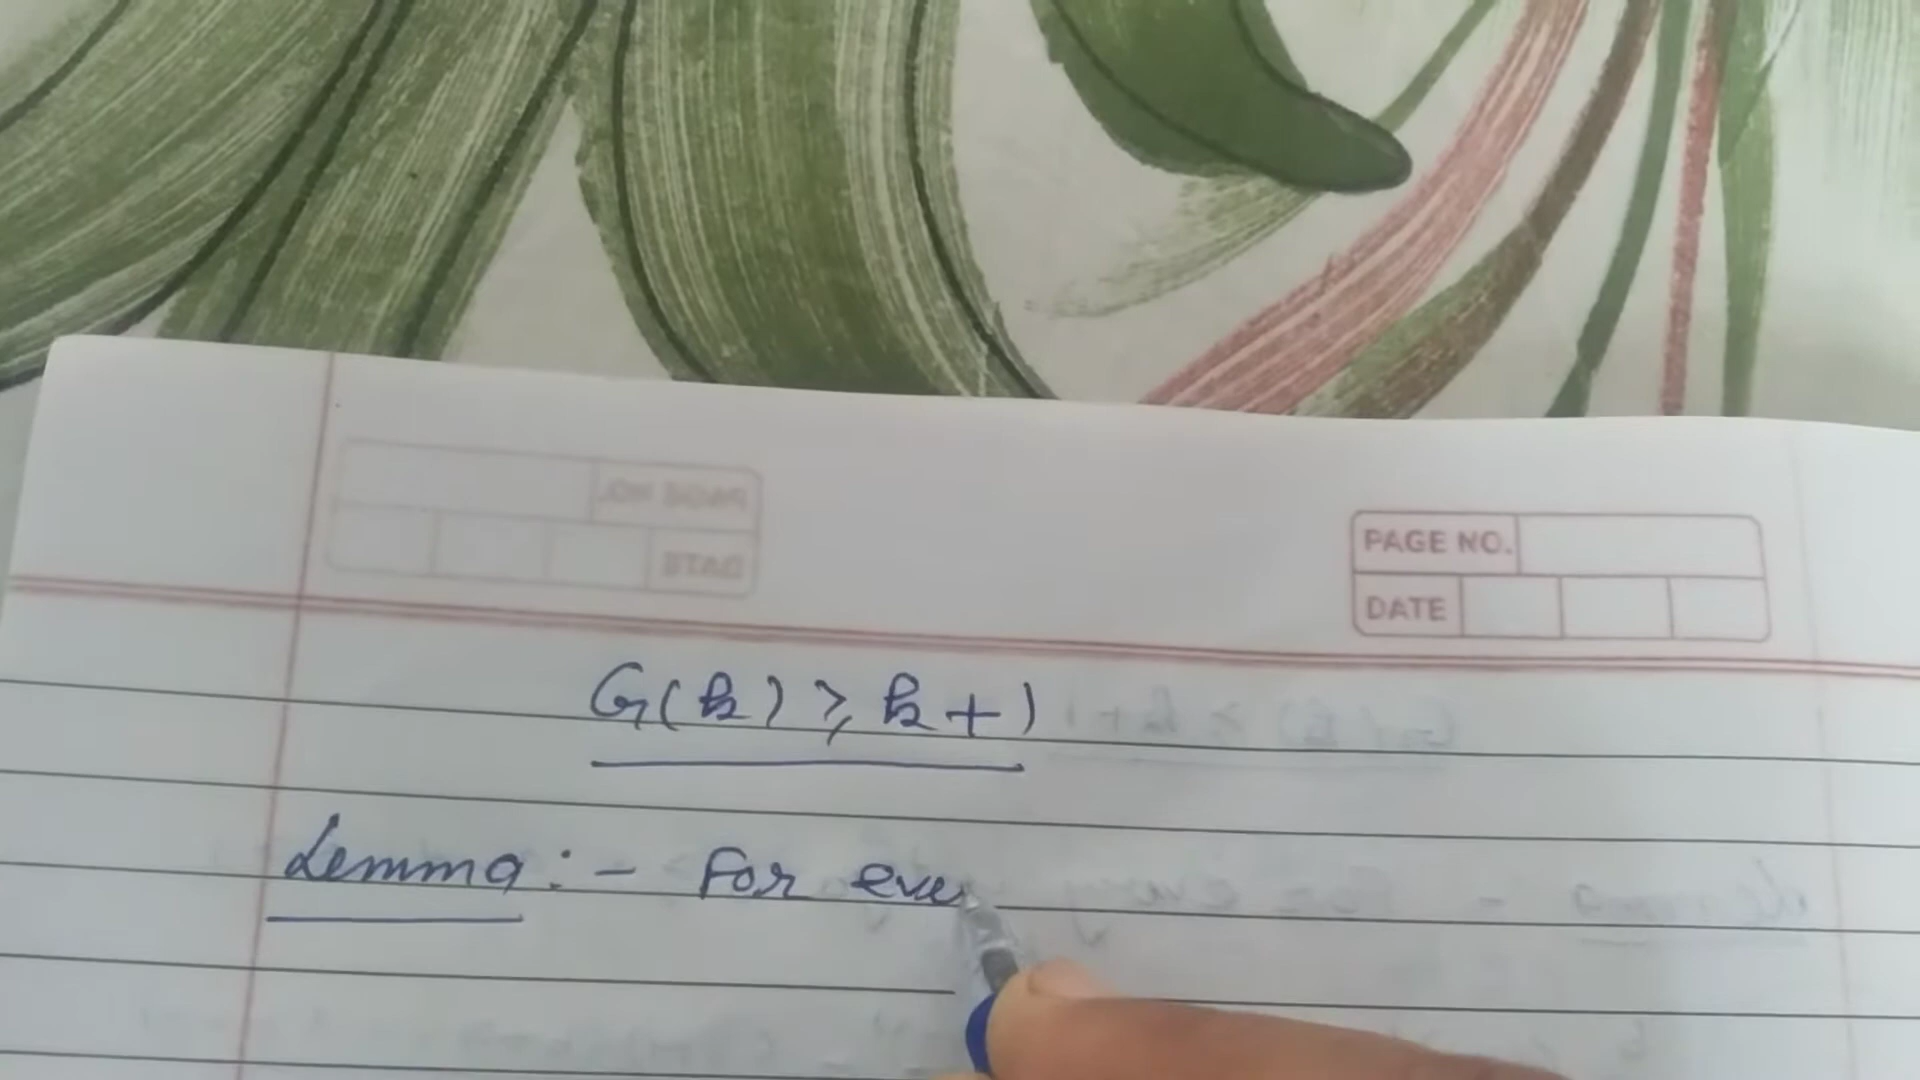 PAGE NO.
DATE
G(k) ≥ k+1
Lemma :- For eve